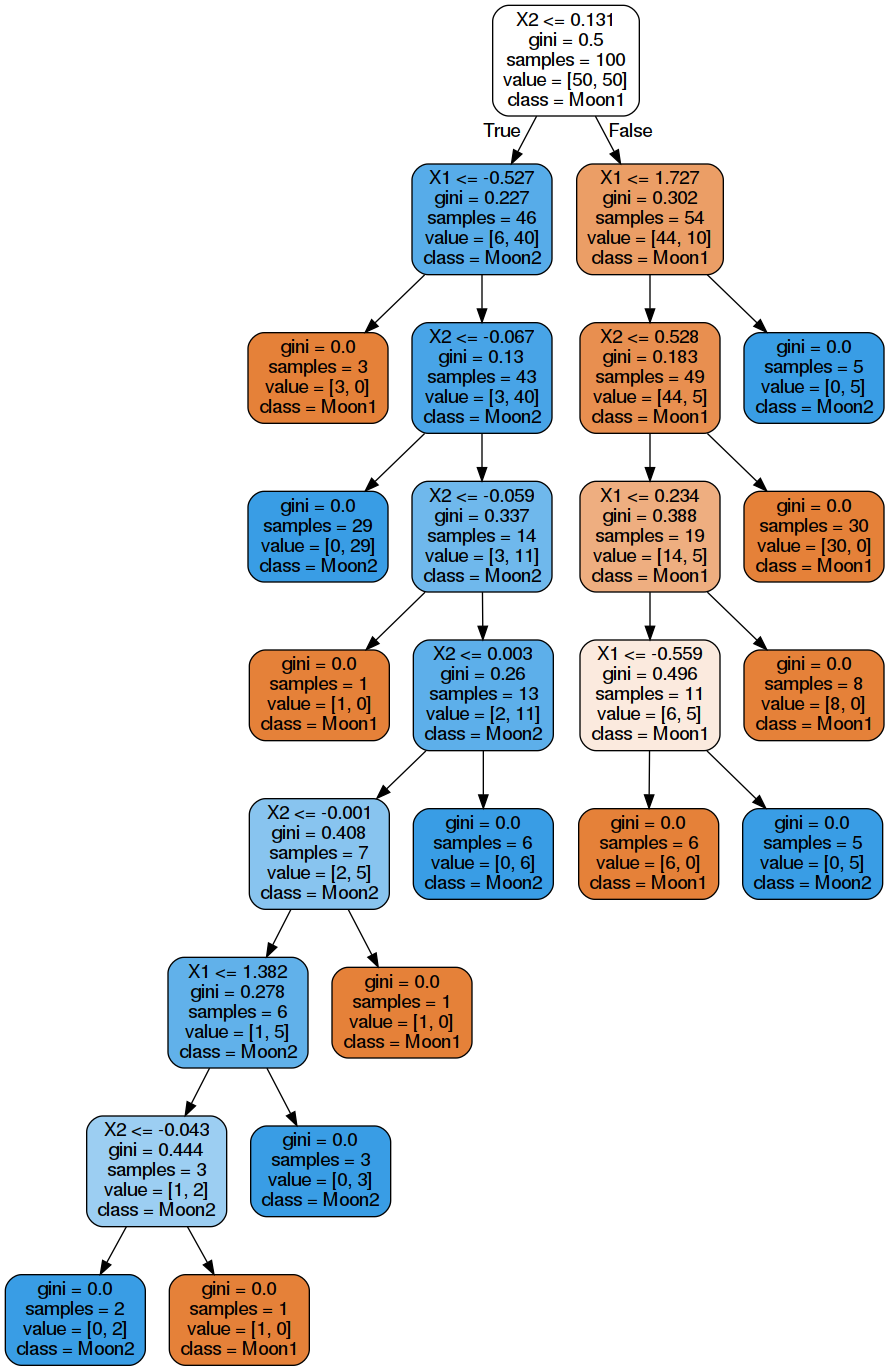 X2 <= 0.131
gini = 0.5
samples = 100
value = [50, 50]
class = Moon1
True
False
X1 <= -0.527
gini = 0.227
samples = 46
value = [6, 40]
class = Moon2
X1 <= 1.727
gini = 0.302
samples = 54
value = [44, 10]
class = Moon1
gini = 0.0
samples = 3
value = [3, 0]
class = Moon1
X2 <= -0.067
gini = 0.13
samples = 43
value = [3, 40]
class = Moon2
X2 <= 0.528
gini = 0.183
samples = 49
value = [44, 5]
class = Moon1
gini = 0.0
samples = 5
value = [0, 5]
class = Moon2
gini = 0.0
samples = 29
value = [0, 29]
class = Moon2
X2 <= -0.059
gini = 0.337
samples = 14
value = [3, 11]
class = Moon2
X1 <= 0.234
gini = 0.388
samples = 19
value = [14, 5]
class = Moon1
gini = 0.0
samples = 30
value = [30, 0]
class = Moon1
gini = 0.0
samples = 1
value = [1, 0]
class = Moon1
X2 <= 0.003
gini = 0.26
samples = 13
value = [2, 11]
class = Moon2
X1 <= -0.559
gini = 0.496
samples = 11
value = [6, 5]
class = Moon1
gini = 0.0
samples = 8
value = [8, 0]
class = Moon1
X2 <= -0.001
gini = 0.408
samples = 7
value = [2, 5]
class = Moon2
gini = 0.0
samples = 6
value = [0, 6]
class = Moon2
gini = 0.0
samples = 6
value = [6, 0]
class = Moon1
gini = 0.0
samples = 5
value = [0, 5]
class = Moon2
X1 <= 1.382
gini = 0.278
samples = 6
value = [1, 5]
class = Moon2
gini = 0.0
samples = 1
value = [1, 0]
class = Moon1
X2 <= -0.043
gini = 0.444
samples = 3
value = [1, 2]
class = Moon2
gini = 0.0
samples = 3
value = [0, 3]
class = Moon2
gini = 0.0
samples = 2
value = [0, 2]
class = Moon2
gini = 0.0
samples = 1
value = [1, 0]
class = Moon1